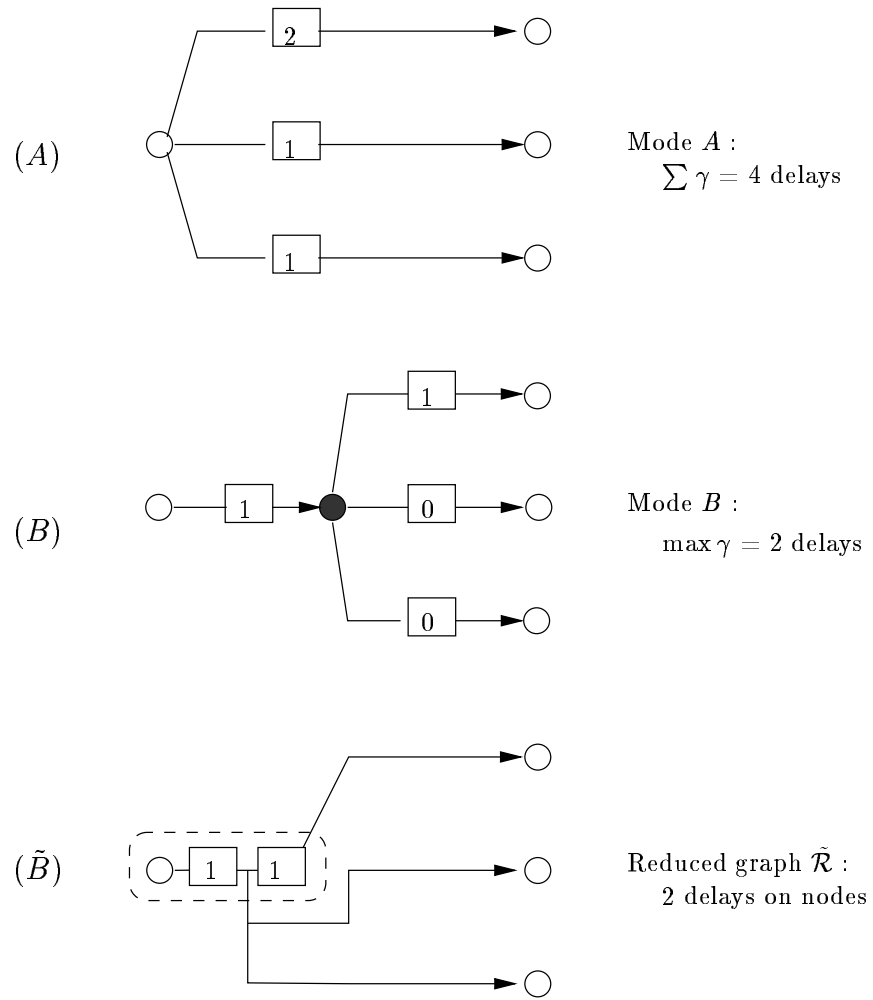 2
(A)
1
Mode A :
∑ γ = 4 delays
1
1
(B)
1
0
Mode B :
max γ = 2 delays
0
(B̃)
1
1
Reduced graph R̃ :
2 delays on nodes